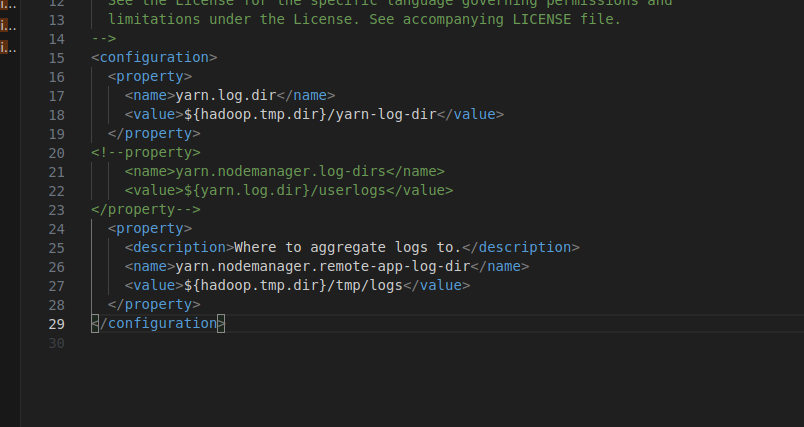 i...
i...
i...
12 See the License for the specific language governing permissions and
13 limitations under the License. See accompanying LICENSE file.
14 -->
15 <configuration>
16 <property>
17 <name>yarn.log.dir</name>
18 <value>${hadoop.tmp.dir}/yarn-log-dir</value>
19 </property>
20 <!--property>
21 <name>yarn.nodemanager.log-dirs</name>
22 <value>${yarn.log.dir}/userlogs</value>
23 </property-->
24 <property>
25 <description>Where to aggregate logs to.</description>
26 <name>yarn.nodemanager.remote-app-log-dir</name>
27 <value>${hadoop.tmp.dir}/tmp/logs</value>
28 </property>
29 </configuration>
30